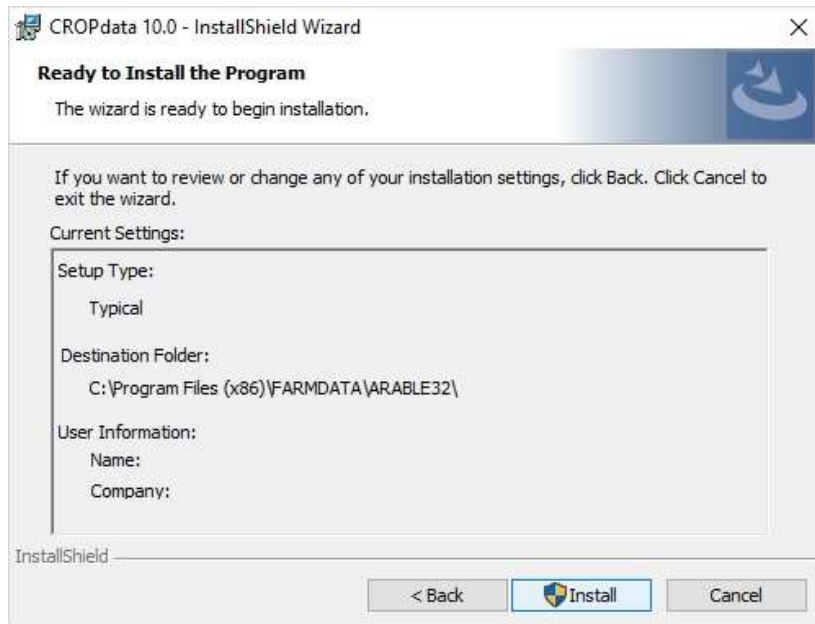 CROPdata 10.0 - InstallShield Wizard
Ready to Install the Program
The wizard is ready to begin installation.
If you want to review or change any of your installation settings, click Back. Click Cancel to
exit the wizard.
Current Settings:
Setup Type:
Typical
Destination Folder:
C:\Program Files (x86)\FARMDATA\ARABLE32\
User Information:
Name:
Company:
InstallShield
< Back
Install
Cancel